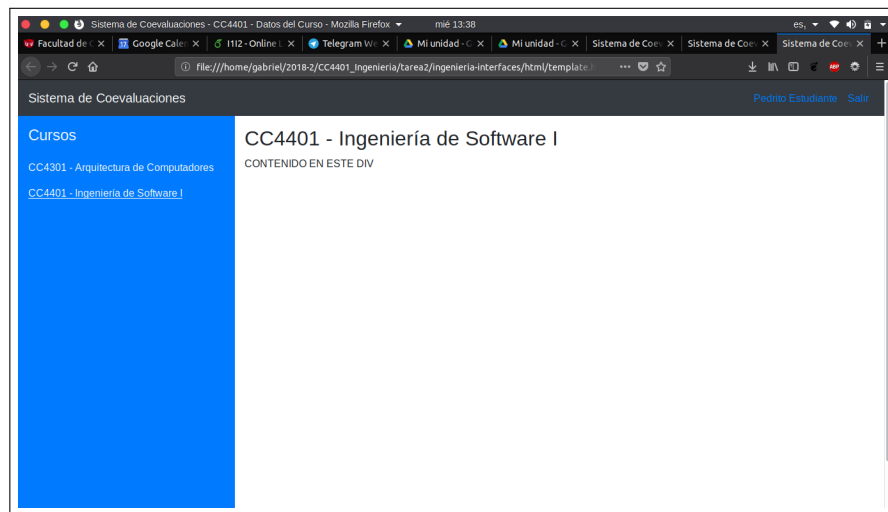 Sistema de Coevaluaciones - CC4401 - Datos del Curso - Mozilla Firefox
mié 13:38
es,
Facultad de C
Google Calen
I1I2 - Online L
Telegram We
Mi unidad - G
Mi unidad - G
Sistema de Coev
Sistema de Coev
Sistema de Coev
file:///home/gabriel/2018-2/CC4401_Ingenieria/tarea2/ingenieria-interfaces/html/template.h
ABP
Sistema de Coevaluaciones
Pedrito Estudiante Salir
Cursos
CC4301 - Arquitectura de Computadores
CC4401 - Ingeniería de Software I
CC4401 - Ingeniería de Software I
CONTENIDO EN ESTE DIV